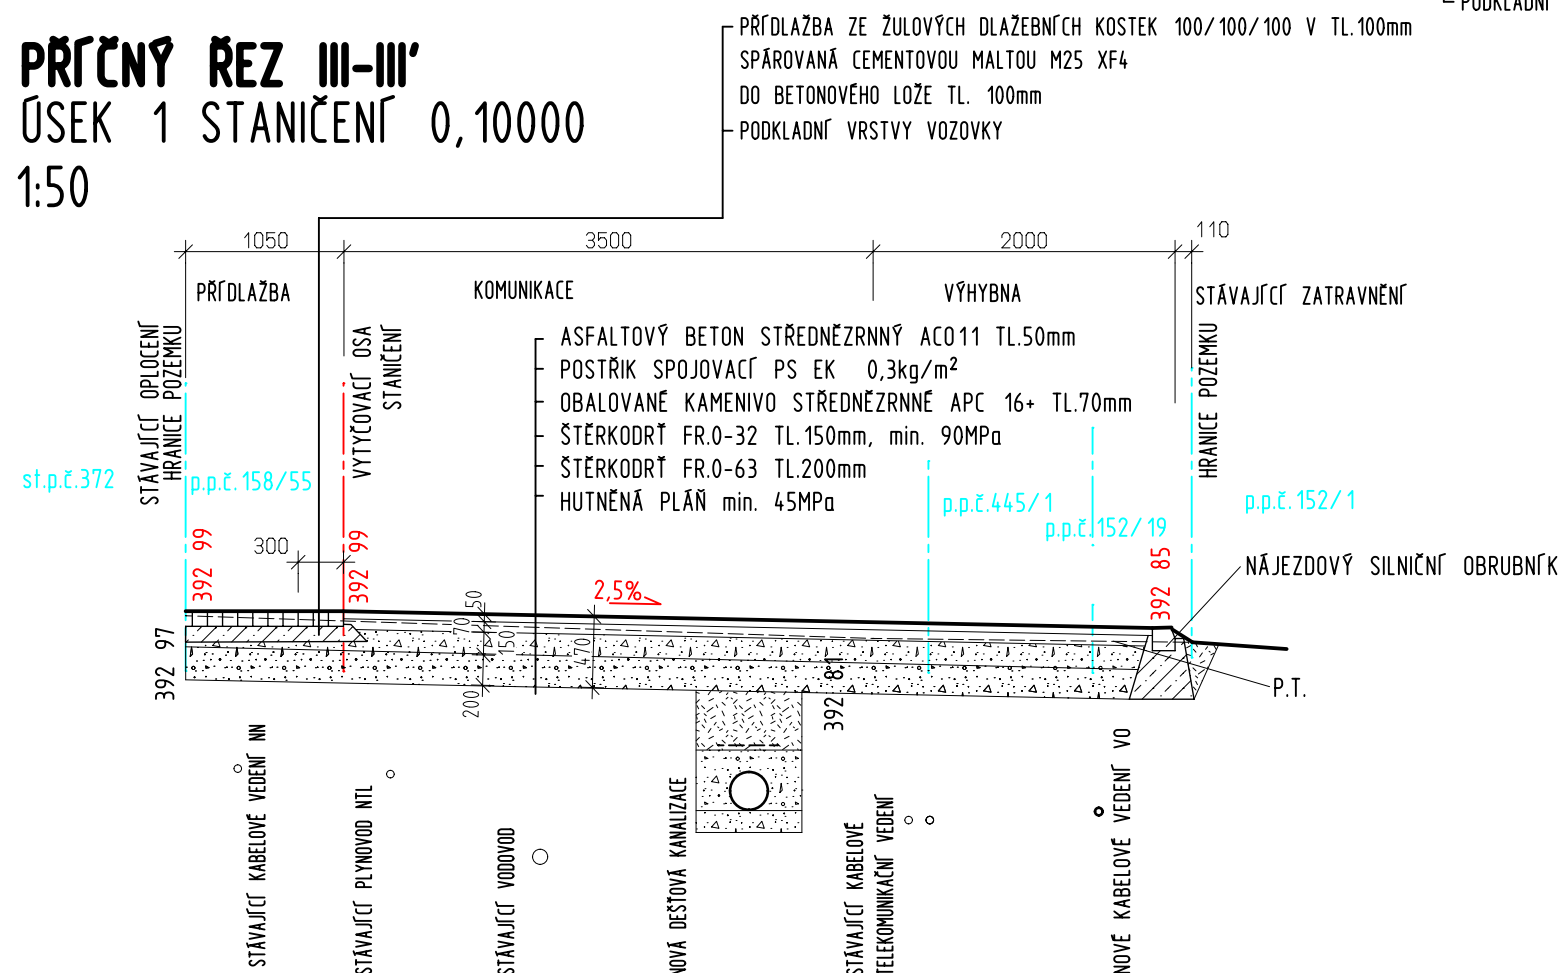 PŘÍČNÝ ŘEZ III-III'
ÚSEK 1 STANIČENÍ 0,10000
1:50
PŘÍDLAŽBA ZE ŽULOVÝCH DLAŽEBNÍCH KOSTEK 100/100/100 V TL.100mm
SPÁROVANÁ CEMENTOVOU MALTOU M25 XF4
DO BETONOVÉHO LOŽE TL. 100mm
PODKLADNÍ VRSTVY VOZOVKY
PODKLADNÍ
1050
3500
2000
110
PŘÍDLAŽBA
KOMUNIKACE
VÝHYBNA
STÁVAJÍCÍ ZATRAVNĚNÍ
STÁVAJÍCÍ OPLOCENÍ
HRANICE POZEMKU
VYTYČOVACÍ OSA
STANIČENÍ
ASFALTOVÝ BETON STŘEDNĚZRNNÝ ACO11 TL.50mm
POSTŘIK SPOJOVACÍ PS EK 0,3kg/m²
OBALOVANÉ KAMENIVO STŘEDNĚZRNNÉ APC 16+ TL.70mm
ŠTĚRKODRŤ FR.0-32 TL.150mm, min. 90MPa
ŠTĚRKODRŤ FR.0-63 TL.200mm
HUTNĚNÁ PLÁŇ min. 45MPa
HRANICE POZEMKU
st.p.č.372
p.p.č.158/55
p.p.č.445/1
p.p.č.152/19
p.p.č.152/1
392 99
300
392 99
2,5%
392 85
NÁJEZDOVÝ SILNIČNÍ OBRUBNÍK
50
70
150
470
200
392 97
392 81
P.T.
STÁVAJÍCÍ KABELOVÉ VEDENÍ NN
STÁVAJÍCÍ PLYNOVOD NTL
STÁVAJÍCÍ VODOVOD
NOVÁ DEŠŤOVÁ KANALIZACE
STÁVAJÍCÍ KABELOVÉ
TELEKOMUNIKAČNÍ VEDENÍ
NOVÉ KABELOVÉ VEDENÍ VO